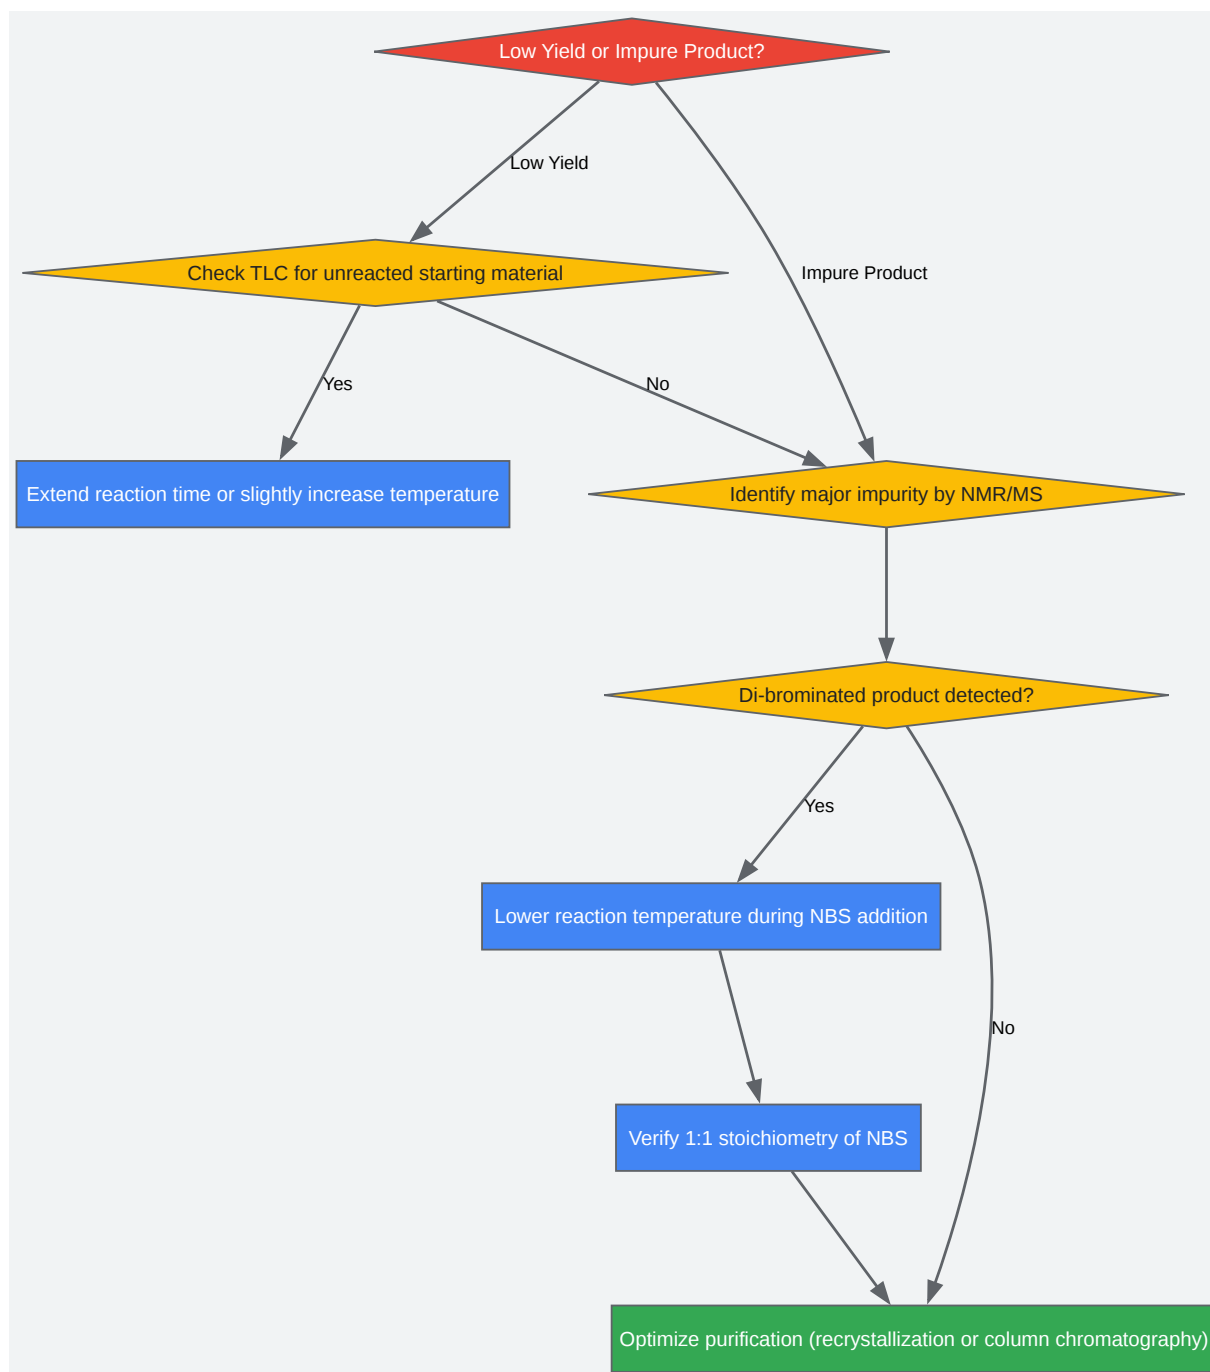 Low Yield or Impure Product?
Low Yield
Check TLC for unreacted starting material
Impure Product
Yes
No
Extend reaction time or slightly increase temperature
Identify major impurity by NMR/MS
Di-brominated product detected?
Yes
Lower reaction temperature during NBS addition
No
Verify 1:1 stoichiometry of NBS
Optimize purification (recrystallization or column chromatography)